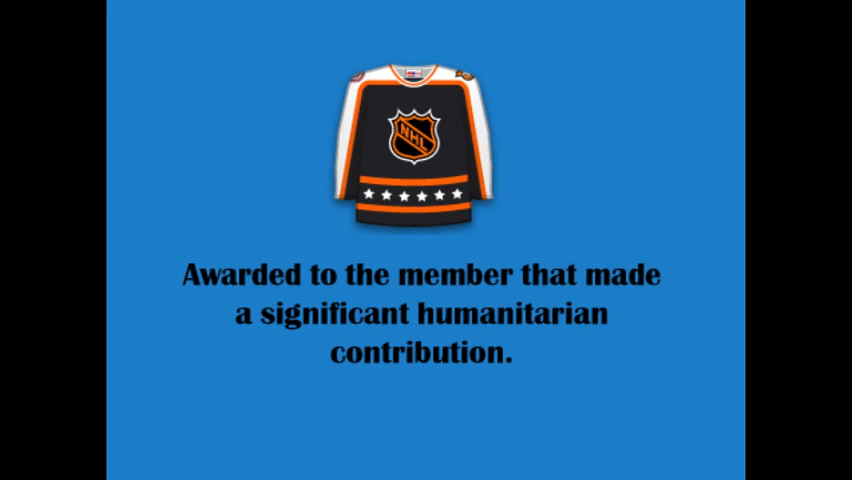 NHL
Awarded to the member that made
a significant humanitarian
contribution.